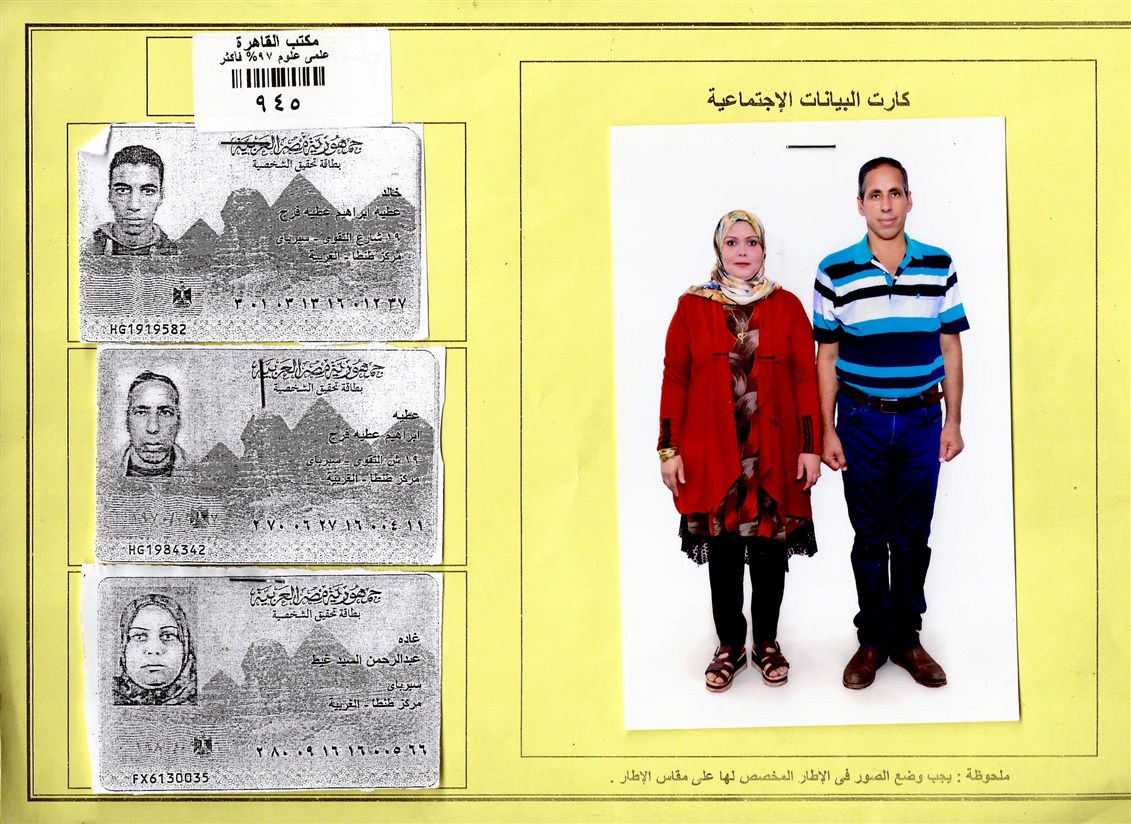 مكتب القاهرة
علمى علوم ٩٧% فأكثر
٩٤٥
كارت البيانات الإجتماعية
جمهورية مصر العربية
بطاقة تحقيق الشخصية
خالد
عطيه ابراهيم عطيه فرج
١٩ شارع التقوى - سبرباى
مركز طنطا - الغربية
٣٠١٠٣١٣١٦٠١٢٣٧
HG1919582
جمهورية مصر العربية
بطاقة تحقيق الشخصية
عطيه
ابراهيم عطيه فرج
١٩ ش التقوى - سبرباى
مركز طنطا - الغربية
٢٧٠٠٦٢٧١٦٠٠٤١١
HG1984342
جمهورية مصر العربية
بطاقة تحقيق الشخصية
غاده
عبدالرحمن السيد غيط
سبرباى
مركز طنطا - الغربية
٢٨٠٠٩١٦١٦٠٠٥٦٦
FX6130035
ملحوظة : يجب وضع الصور فى الإطار المخصص لها على مقاس الإطار .